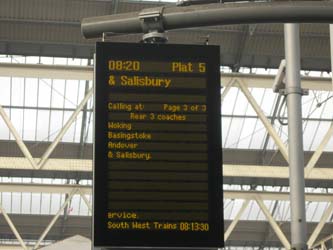 08:20 Plat 5
& Salisbury
Calling at: Page 3 of 3
Rear 3 coaches
Woking
Basingstoke
Andover
& Salisbury.
ervice.
South West Trains 08:13:30